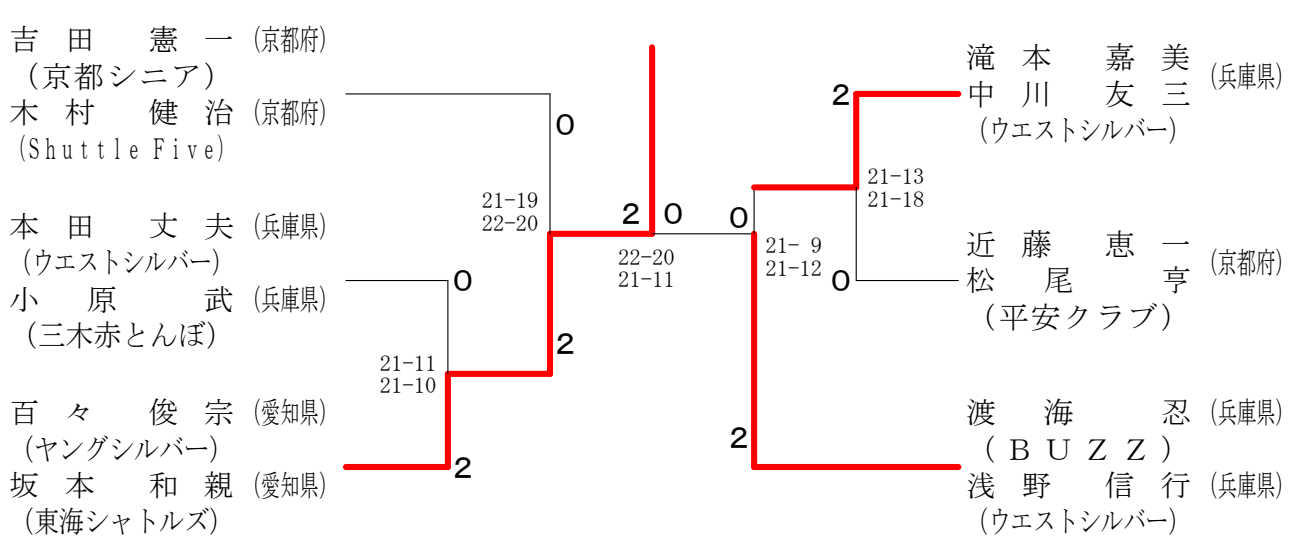 吉田 憲一 (京都府)
(京都シニア)
木村 健治 (京都府)
(Shuttle Five)
本田 丈夫 (兵庫県)
(ウエストシルバー)
小原 武 (兵庫県)
(三木赤とんぼ)
百々 俊宗 (愛知県)
(ヤングシルバー)
坂本 和親 (愛知県)
(東海シャトルズ)
0
21-19
22-20
0
2
21-11
21-10
2
2 0
22-20
21-11
0
21- 9
21-12
2
2
21-13
21-18
0
滝本 嘉美
中川 友三
(兵庫県)
(ウエストシルバー)
近藤 恵一
松尾 亨
(京都府)
(平安クラブ)
渡海 忍 (兵庫県)
(BUZZ)
浅野 信行 (兵庫県)
(ウエストシルバー)